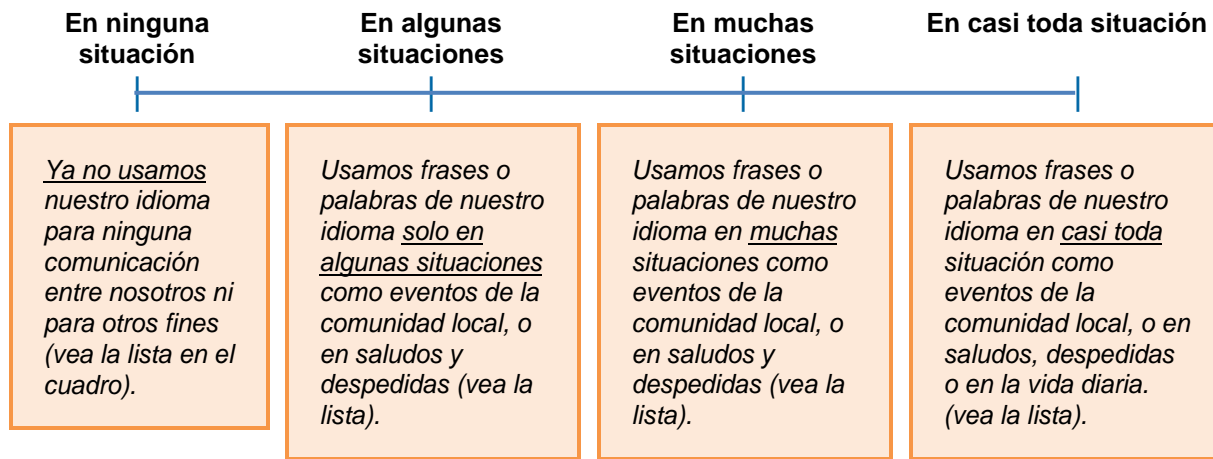 En ninguna
situación
En algunas
situaciones
En muchas
situaciones
En casi toda situación
Ya no usamos
nuestro idioma
para ninguna
comunicación
entre nosotros ni
para otros fines
(vea la lista en el
cuadro).
Usamos frases o
palabras de nuestro
idioma solo en
algunas situaciones
como eventos de la
comunidad local, o
en saludos y
despedidas (vea la
lista).
Usamos frases o
palabras de nuestro
idioma en muchas
situaciones como
eventos de la
comunidad local, o
en saludos y
despedidas (vea la
lista).
Usamos frases o
palabras de nuestro
idioma en casi toda
situación como
eventos de la
comunidad local, o en
saludos, despedidas
o en la vida diaria.
(vea la lista).